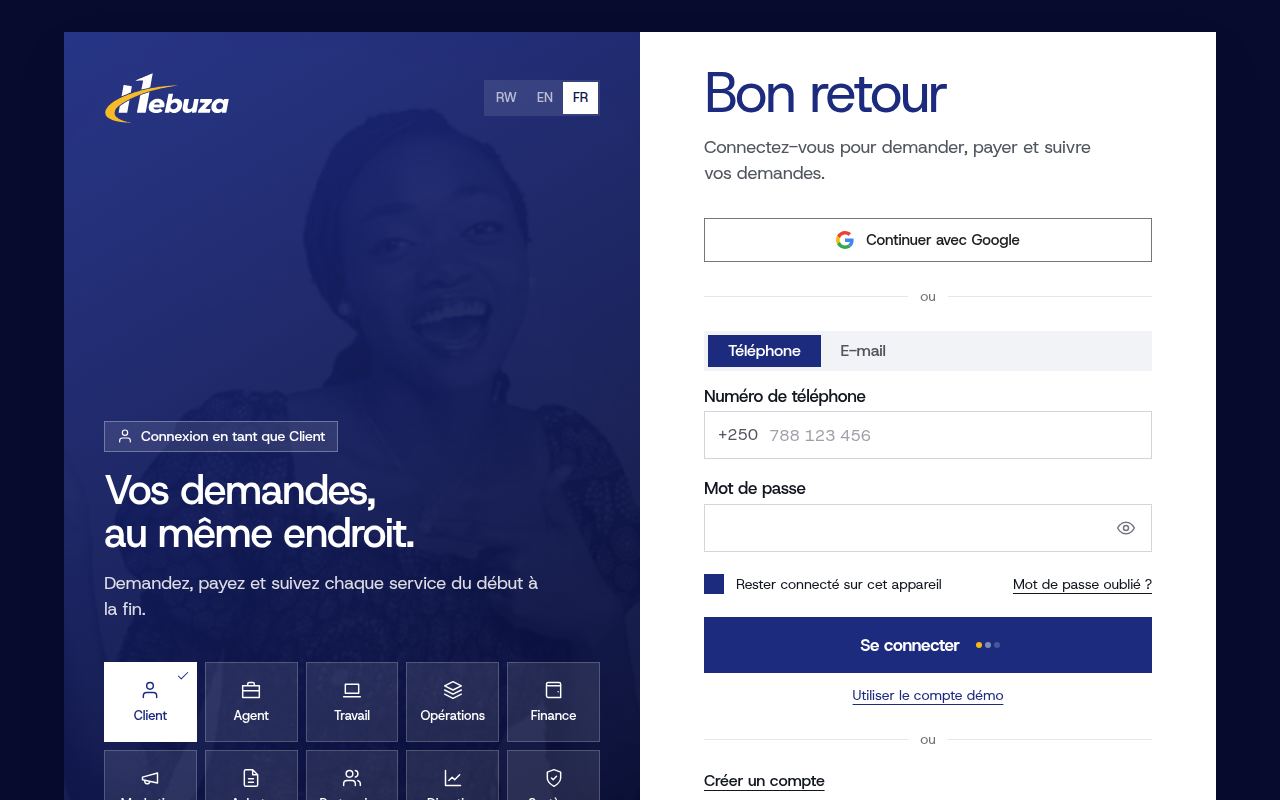 Hebuza
RW EN FR
Connexion en tant que Client
Vos demandes,
au même endroit.
Demandez, payez et suivez chaque service du début à
la fin.
Client Agent Travail Opérations Finance
Bon retour
Connectez-vous pour demander, payer et suivre
vos demandes.
Continuer avec Google
ou
Téléphone E-mail
Numéro de téléphone
+250 788 123 456
Mot de passe
Rester connecté sur cet appareil Mot de passe oublié ?
Se connecter
Utiliser le compte démo
ou
Créer un compte